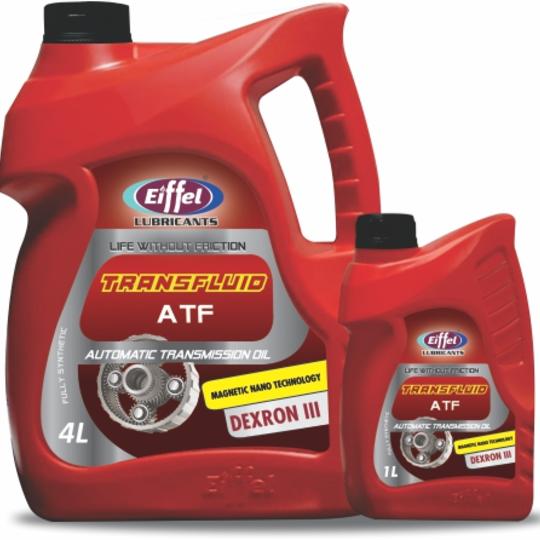 Eiffel
LUBRICANTS
LIFE WITHOUT FRICTION
TRANSFLUID
ATF
AUTOMATIC TRANSMISSION OIL
FULLY SYNTHETIC
MAGNETIC NANO TECHNOLOGY
DEXRON III
4L
Eiffel
Eiffel
LUBRICANTS
LIFE WITHOUT FRICTION
TRANSFLUID
ATF
AUTOMATIC TRANSMISSION OIL
MAGNETIC NANO TECHNOLOGY
DEXRON III
1L